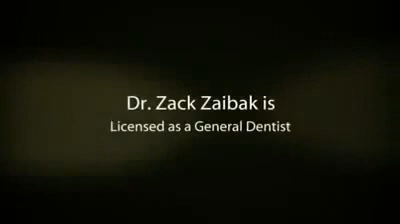 Dr. Zack Zaibak is
Licensed as a General Dentist